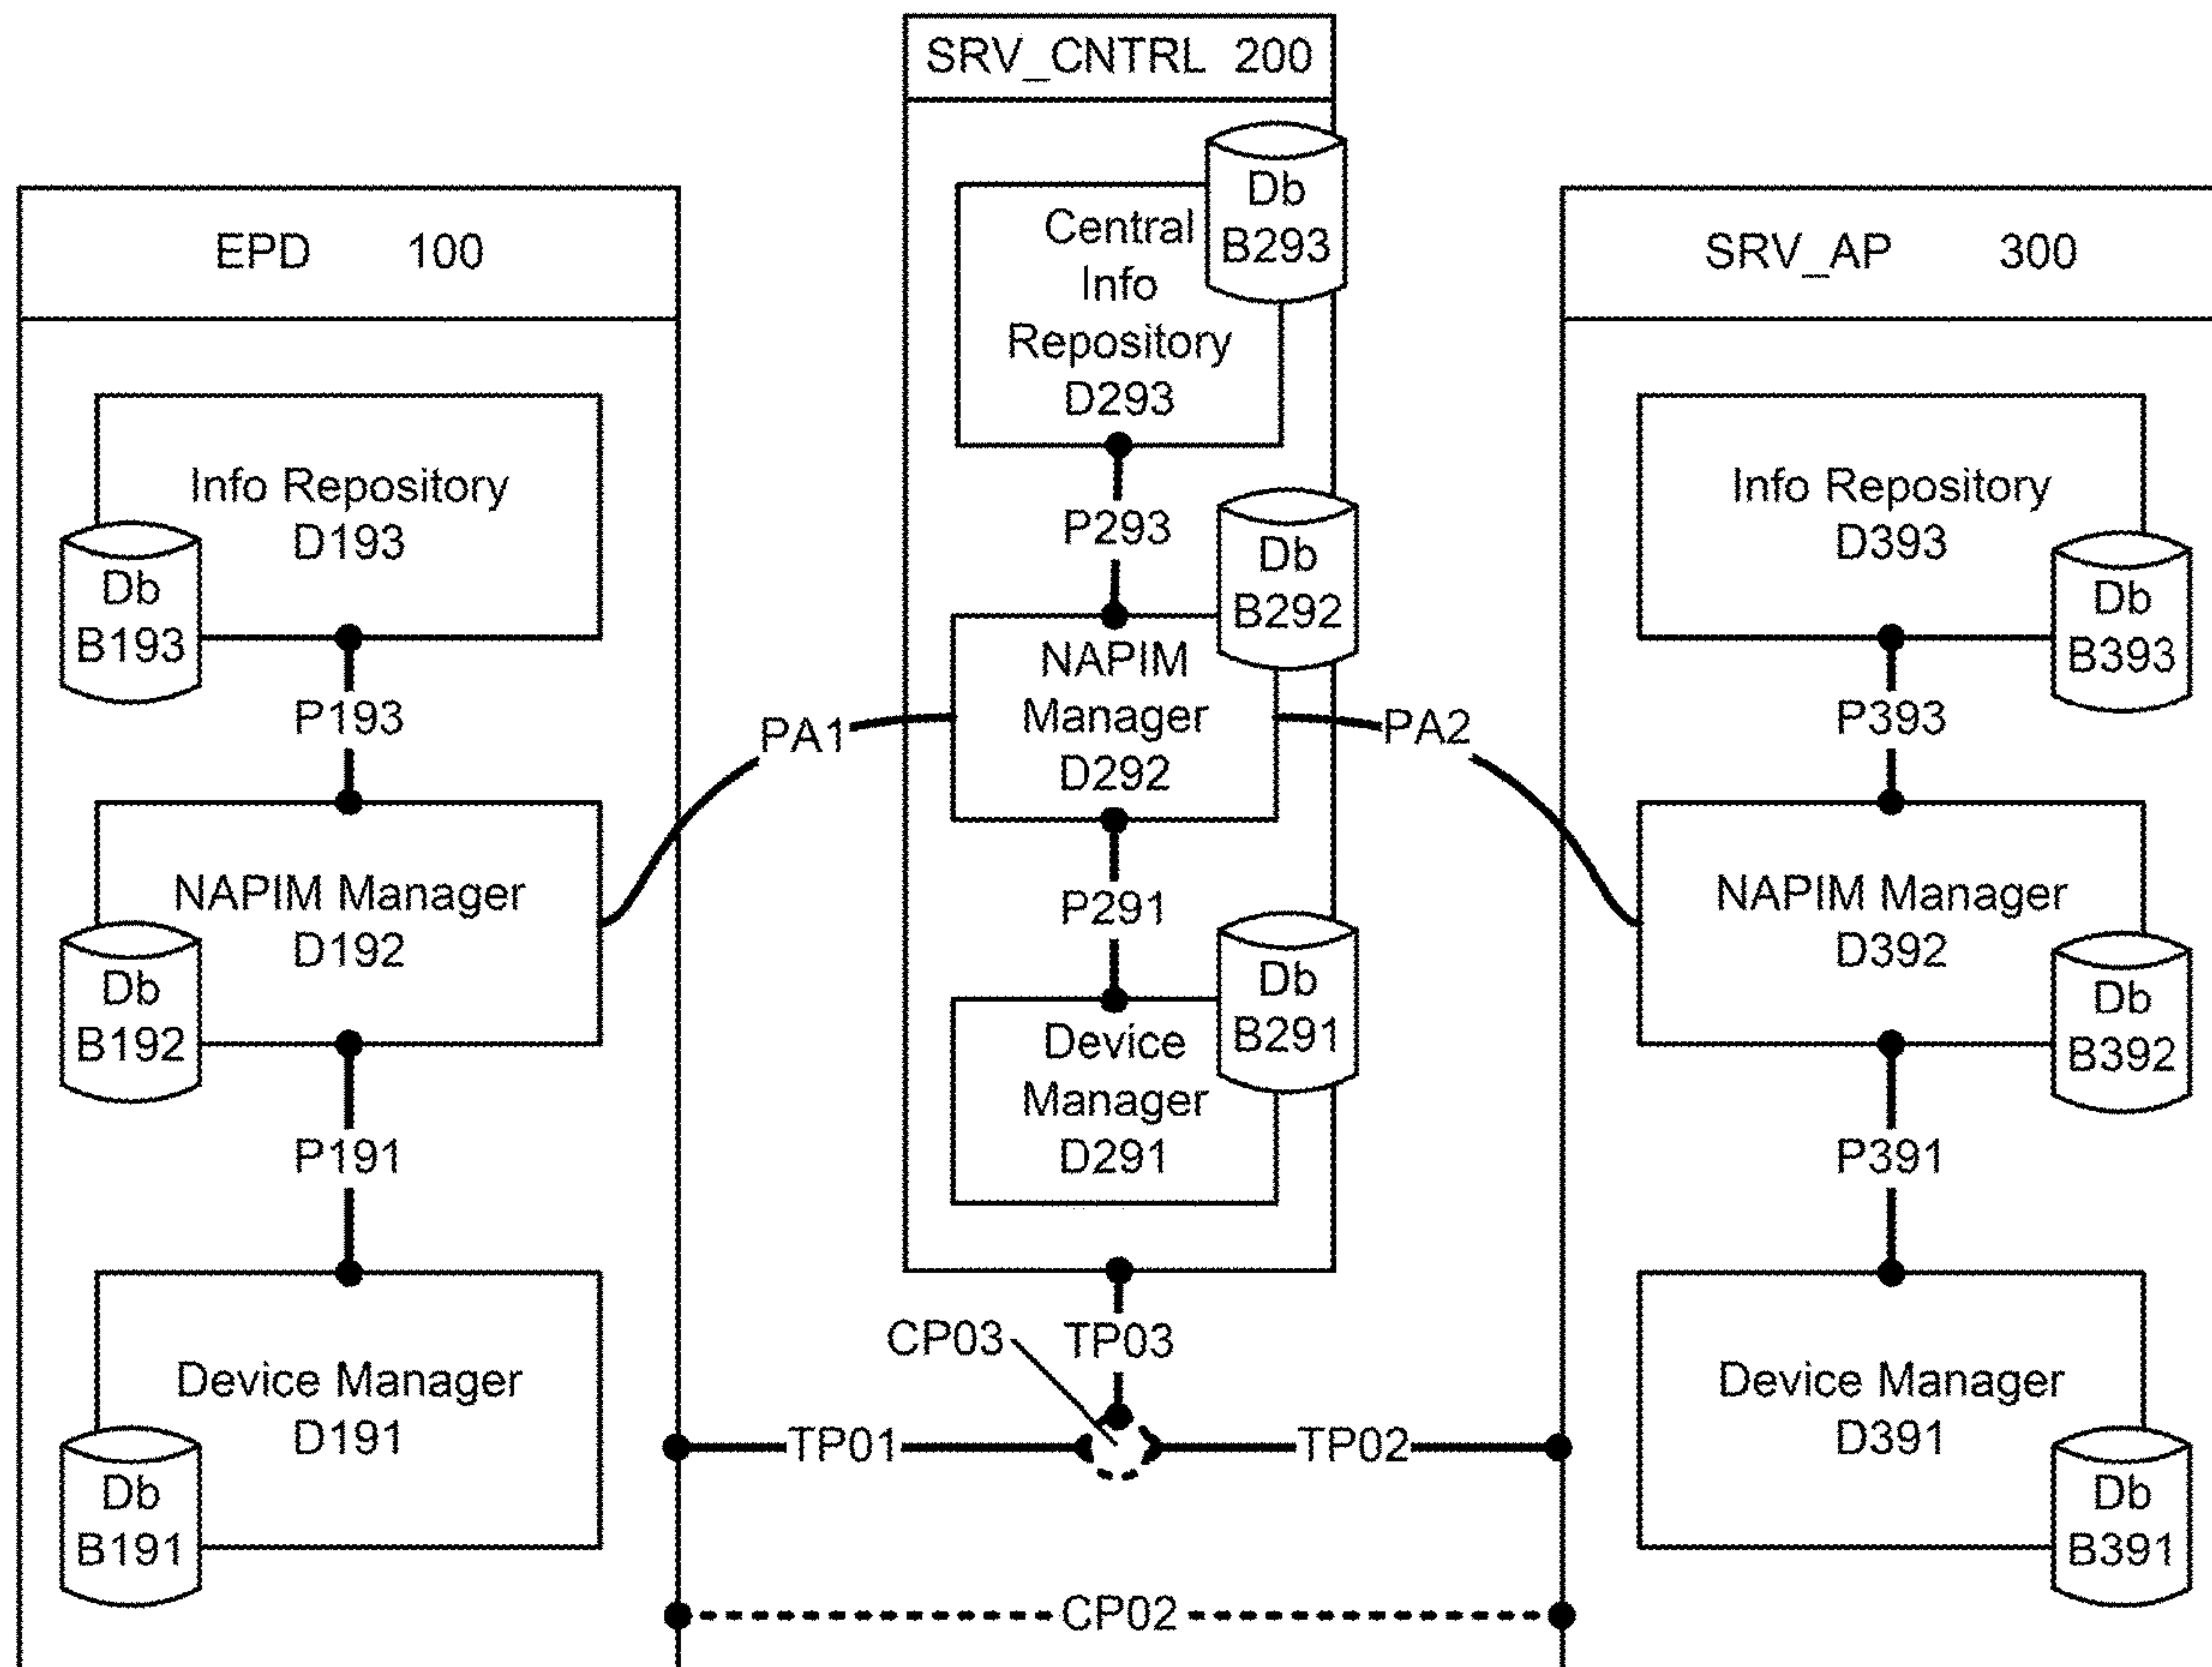 SRV_CNTRL 200
Db
B293
Central
Info
Repository
D293
P293
Db
B292
NAPIM
Manager
D292
P291
Db
B291
Device
Manager
D291
EPD 100
Info Repository
D193
Db
B193
P193
NAPIM Manager
D192
Db
B192
P191
Device Manager
D191
Db
B191
PA1
PA2
SRV_AP 300
Info Repository
D393
Db
B393
P393
NAPIM Manager
D392
Db
B392
P391
Device Manager
D391
Db
B391
CP03
TP03
TP01
TP02
CP02